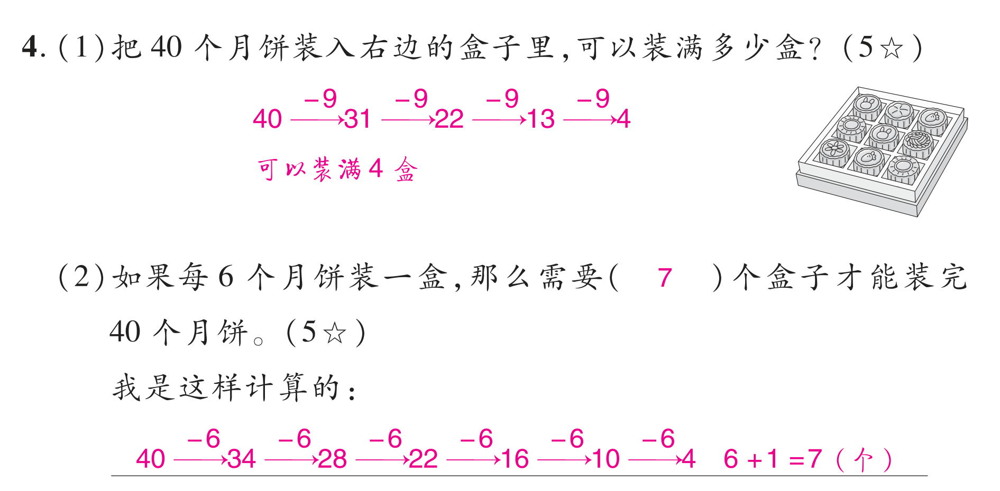 4. (1)把 40 个月饼装入右边的盒子里,可以装满多少盒? (5☆)
40 —−9→ 31 —−9→ 22 —−9→ 13 —−9→ 4
可以装满 4 盒
(2)如果每 6 个月饼装一盒,那么需要( 7 )个盒子才能装完
40 个月饼。(5☆)
我是这样计算的:
40 —−6→ 34 —−6→ 28 —−6→ 22 —−6→ 16 —−6→ 10 —−6→ 4 6+1=7(个)